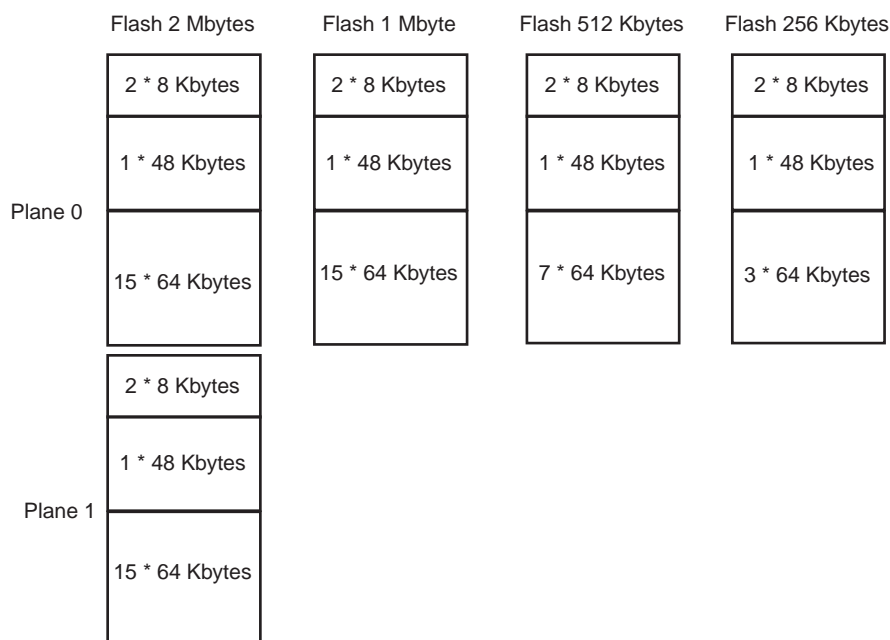 Flash 2 Mbytes Flash 1 Mbyte Flash 512 Kbytes Flash 256 Kbytes
2 * 8 Kbytes 2 * 8 Kbytes 2 * 8 Kbytes 2 * 8 Kbytes
1 * 48 Kbytes 1 * 48 Kbytes 1 * 48 Kbytes 1 * 48 Kbytes
Plane 0
15 * 64 Kbytes 15 * 64 Kbytes 7 * 64 Kbytes 3 * 64 Kbytes
2 * 8 Kbytes
1 * 48 Kbytes
Plane 1
15 * 64 Kbytes